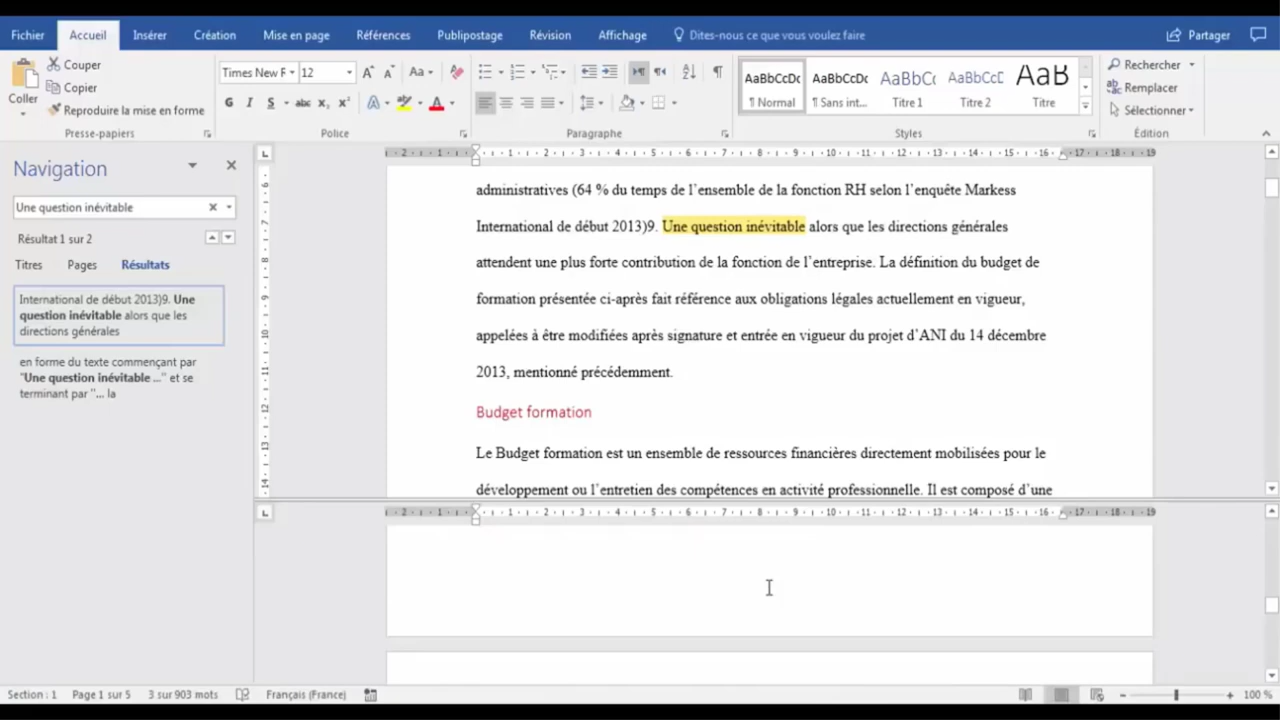 Fichier Accueil Insérer Création Mise en page Références Publipostage Révision Affichage Dites-nous ce que vous voulez faire Partager
Couper
Copier
Reproduire la mise en forme
Coller
Presse-papiers
Times New F 12
Aa
G I S abc x₂ x² A A
Police
Paragraphe
AaBbCcDc AaBbCcDc AaBbCc AaBbCcD AaB
¶ Normal ¶ Sans int... Titre 1 Titre 2 Titre
Styles
Rechercher
Remplacer
Sélectionner
Édition
Navigation
Une question inévitable
Résultat 1 sur 2
Titres Pages Résultats
International de début 2013)9. Une
question inévitable alors que les
directions générales
en forme du texte commençant par
"Une question inévitable ..." et se
terminant par "... la
administratives (64 % du temps de l'ensemble de la fonction RH selon l'enquête Markess
International de début 2013)9. Une question inévitable alors que les directions générales
attendent une plus forte contribution de la fonction de l'entreprise. La définition du budget de
formation présentée ci-après fait référence aux obligations légales actuellement en vigueur,
appelées à être modifiées après signature et entrée en vigueur du projet d'ANI du 14 décembre
2013, mentionné précédemment.
Budget formation
Le Budget formation est un ensemble de ressources financières directement mobilisées pour le
développement ou l'entretien des compétences en activité professionnelle. Il est composé d'une
Section : 1 Page 1 sur 5 3 sur 903 mots Français (France) 100 %